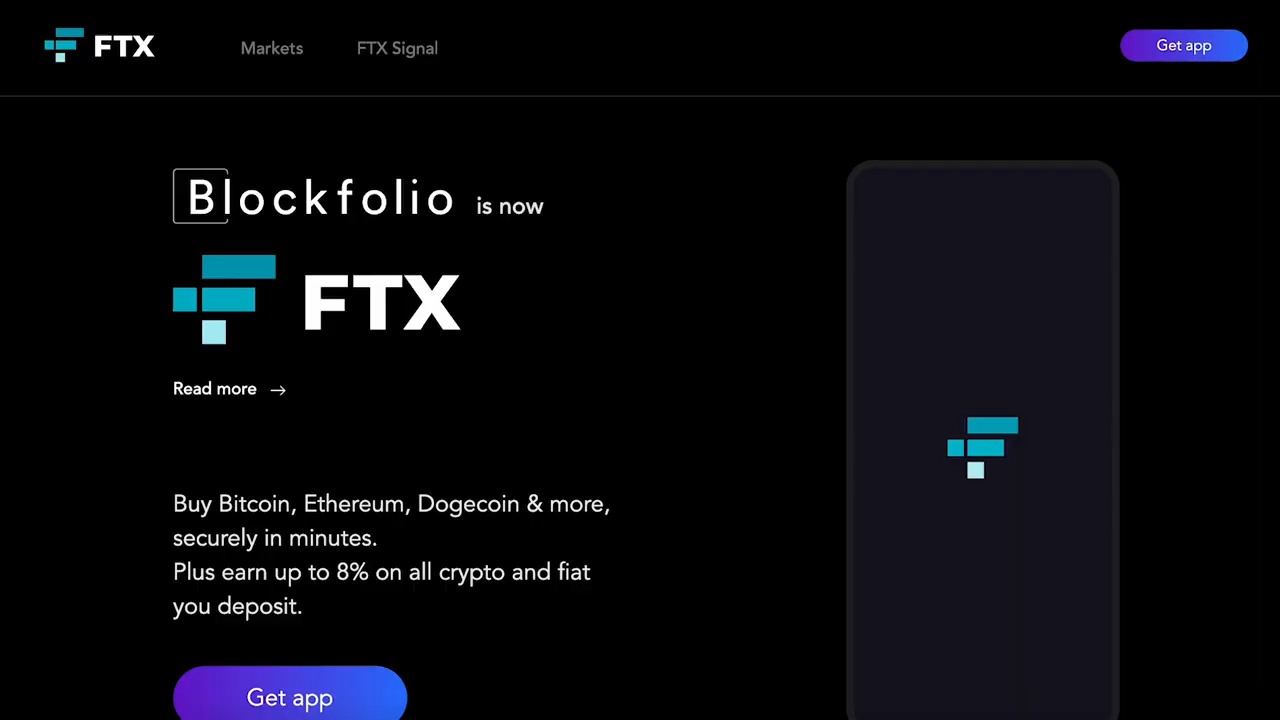 FTX
Markets
FTX Signal
Get app
Blockfolio is now
FTX
Read more →
Buy Bitcoin, Ethereum, Dogecoin & more,
securely in minutes.
Plus earn up to 8% on all crypto and fiat
you deposit.
Get app